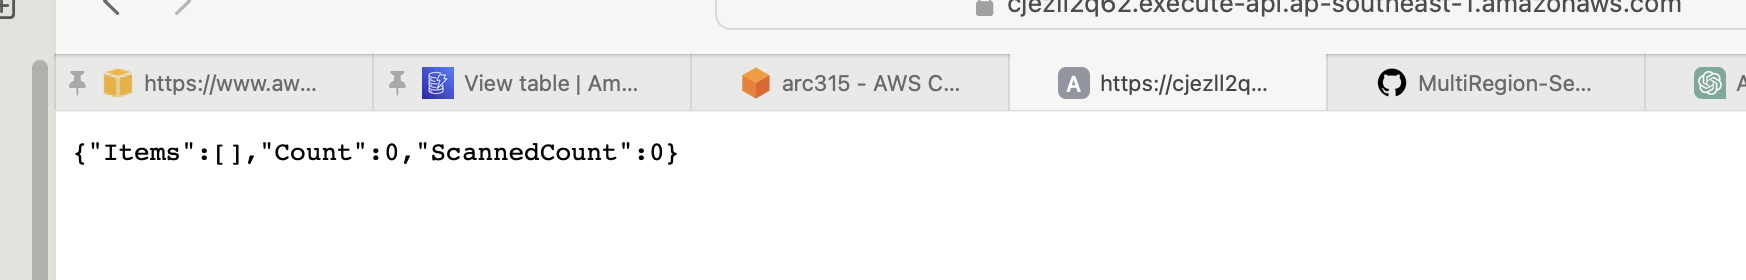 cjezll2q62.execute-api.ap-southeast-1.amazonaws.com
https://www.aw...
View table | Am...
arc315 - AWS C...
A
https://cjezll2q...
MultiRegion-Se...
A
{"Items":[],"Count":0,"ScannedCount":0}